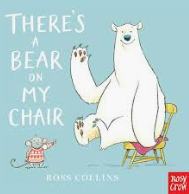 THERE'S
A
BEAR
ON
MY
CHAIR
ROSS COLLINS
nosy
Crow